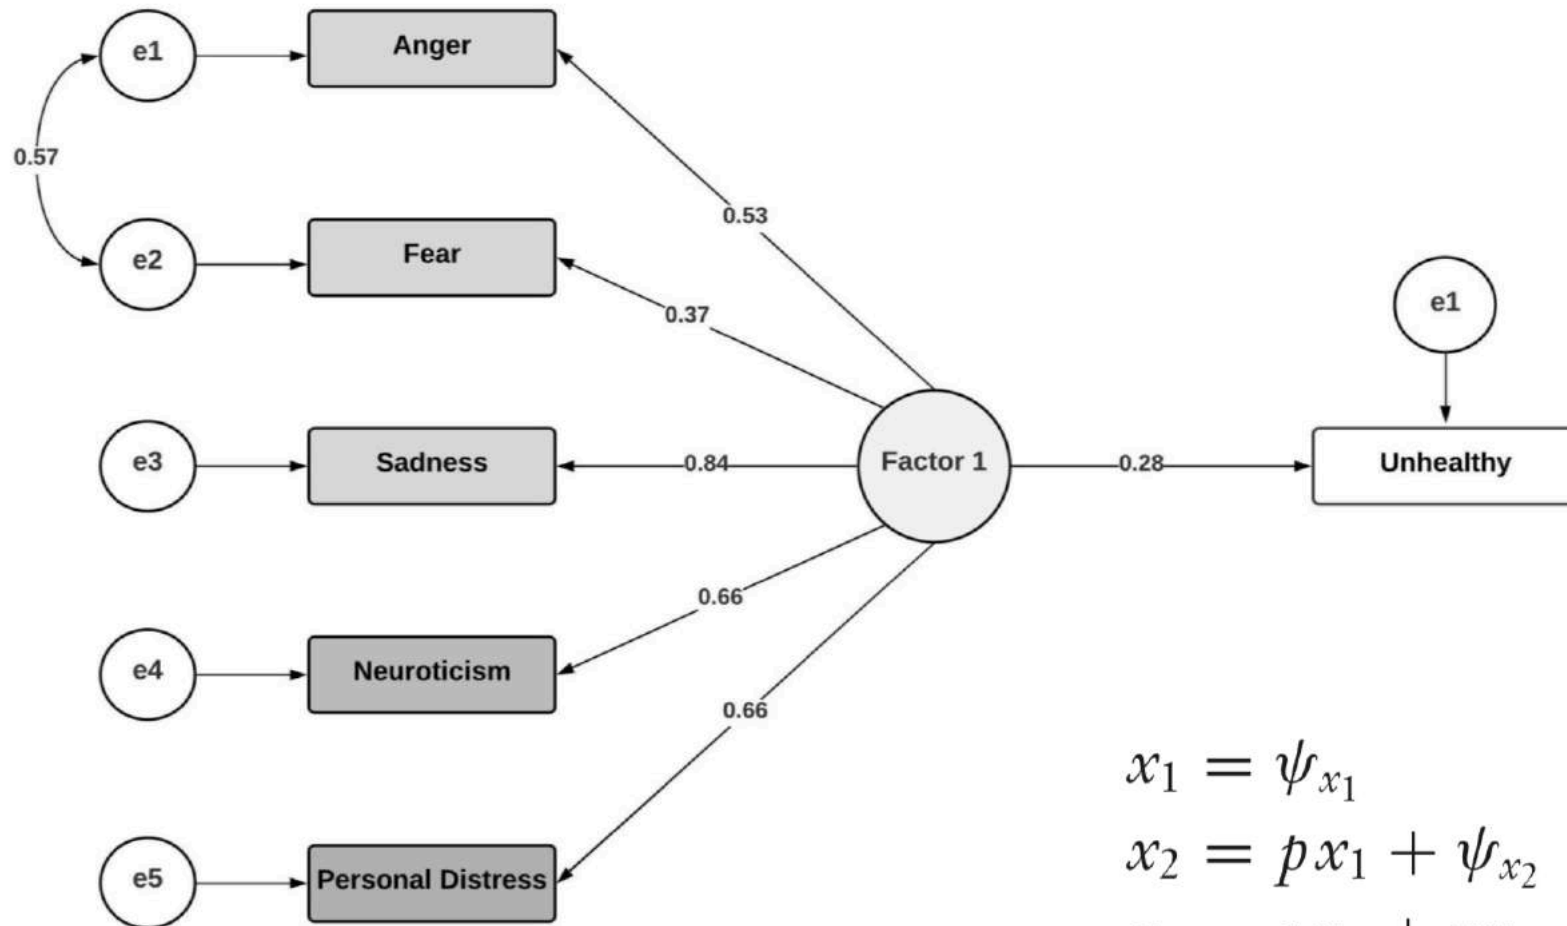 e1
Anger
0.57
0.53
e2
Fear
0.37
e1
e3
Sadness
0.84
Factor 1
0.28
Unhealthy
0.66
e4
Neuroticism
0.66
e5
Personal Distress
x₁ = ψₓ₁
x₂ = px₁ + ψₓ₂